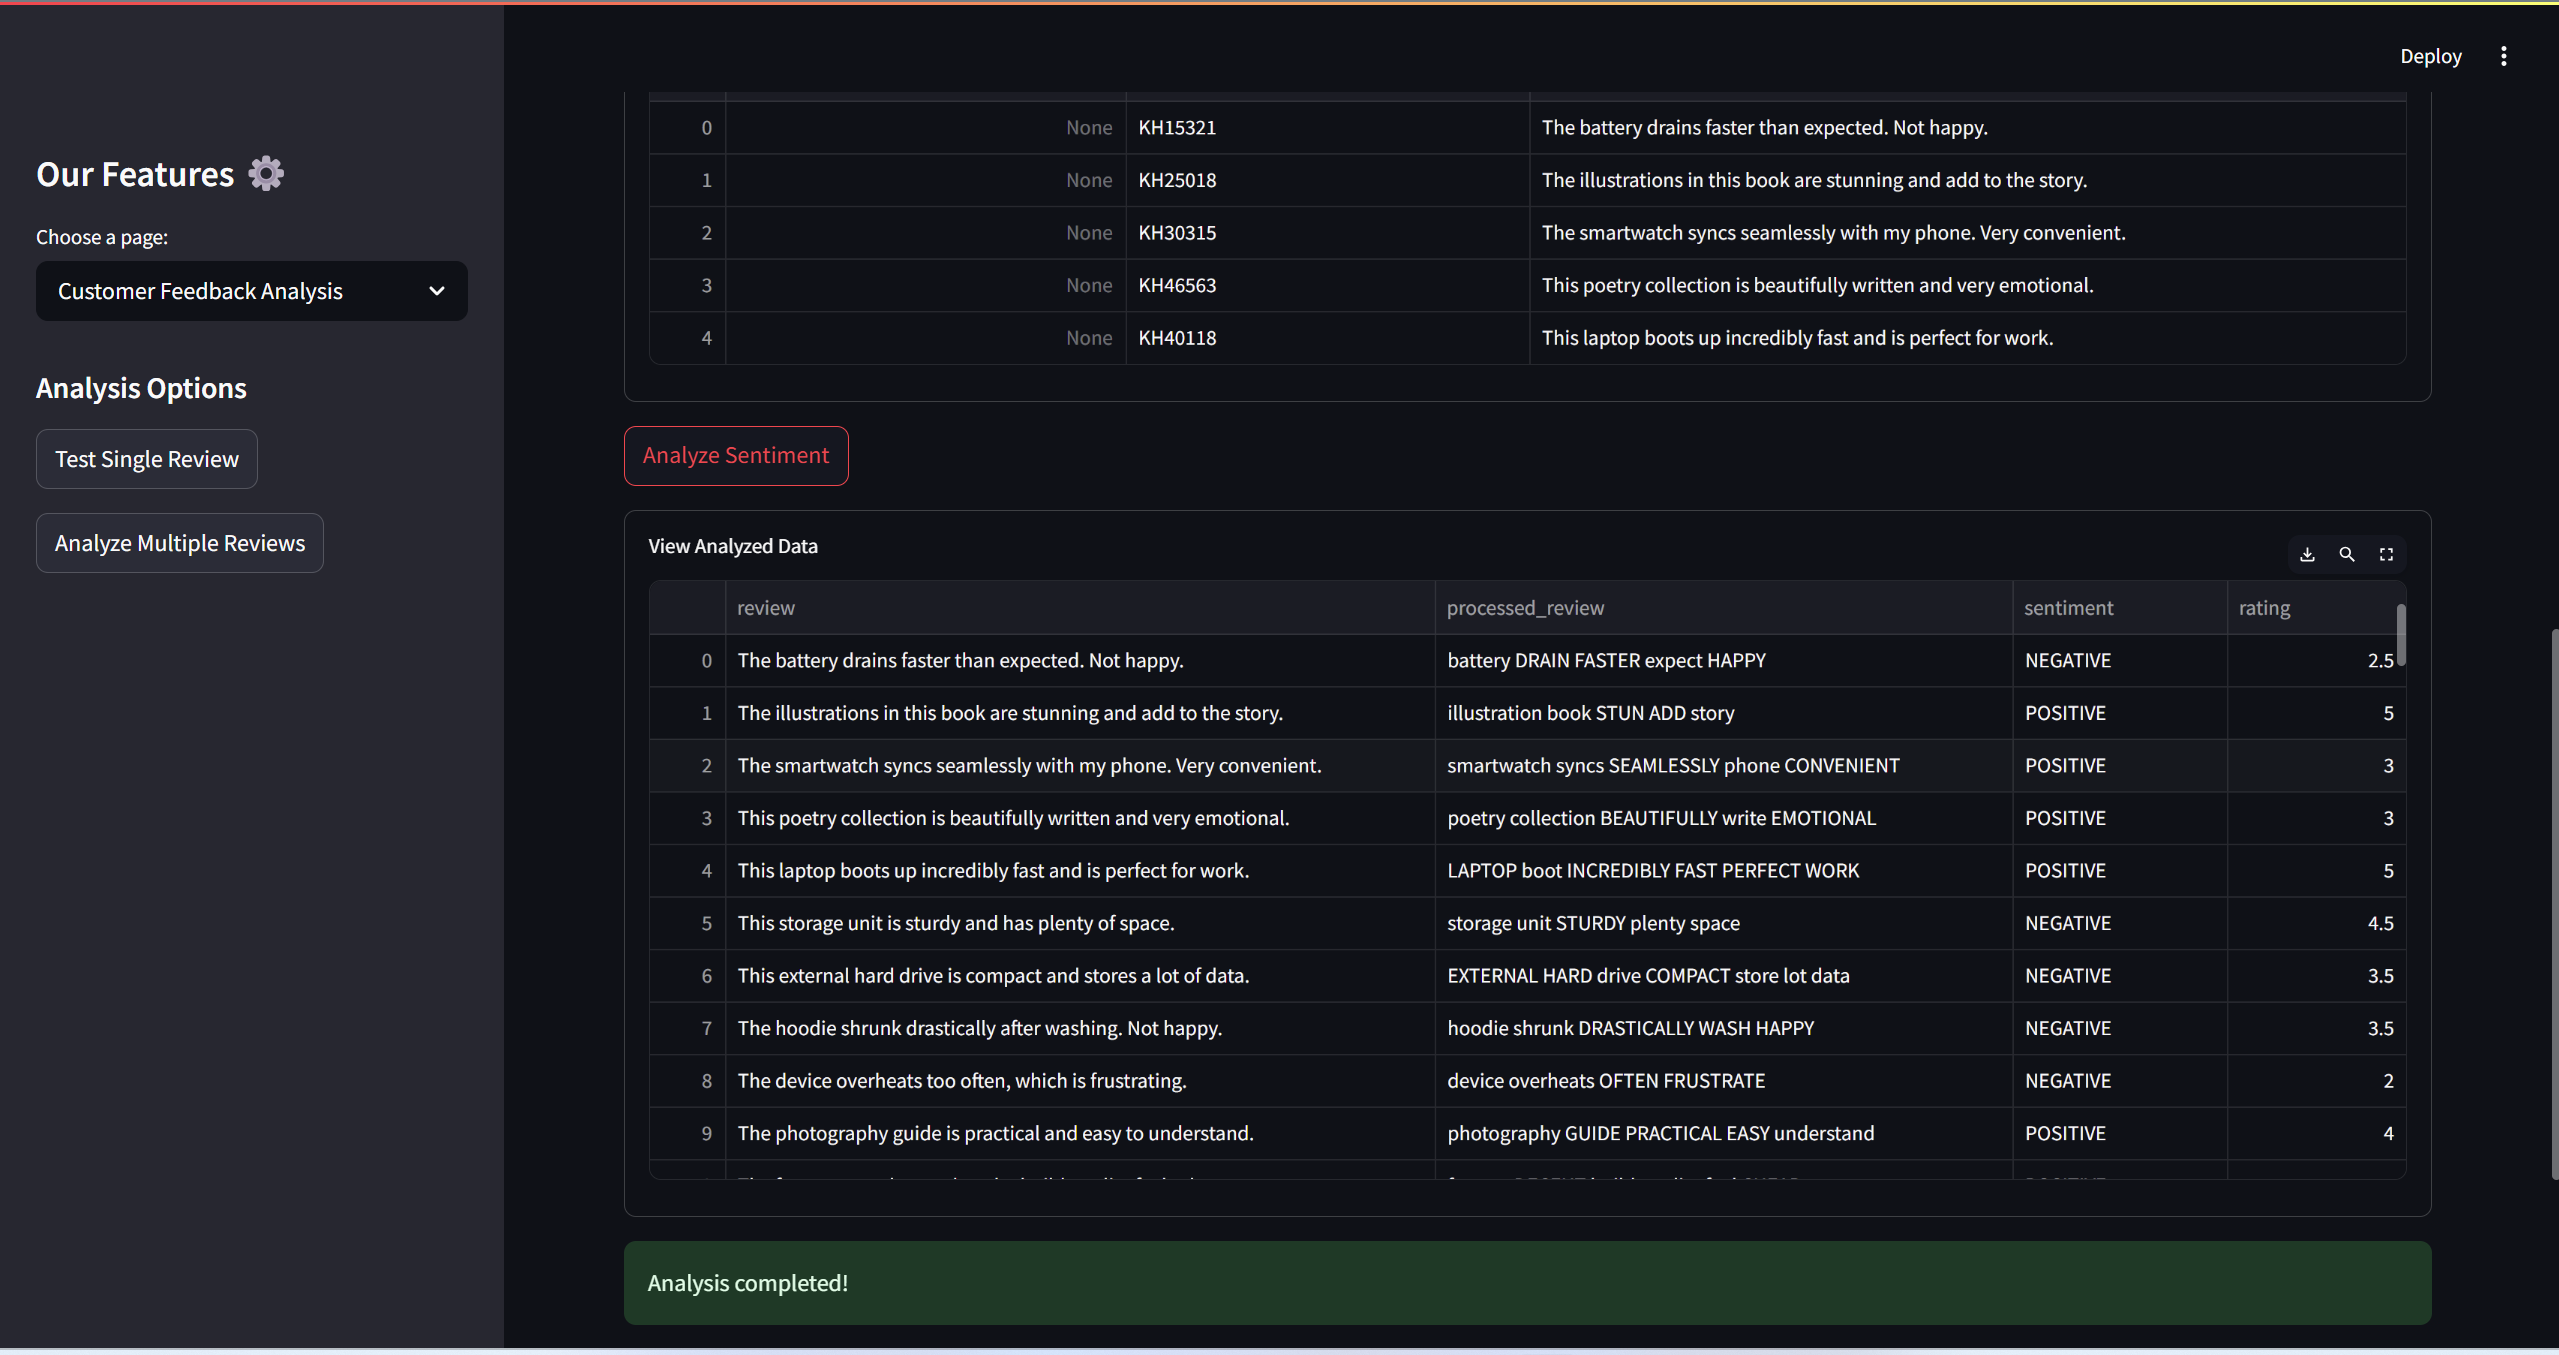 Deploy
Our Features
Choose a page:
Customer Feedback Analysis
Analysis Options
Test Single Review
Analyze Multiple Reviews
0 None KH15321 The battery drains faster than expected. Not happy.
1 None KH25018 The illustrations in this book are stunning and add to the story.
2 None KH30315 The smartwatch syncs seamlessly with my phone. Very convenient.
3 None KH46563 This poetry collection is beautifully written and very emotional.
4 None KH40118 This laptop boots up incredibly fast and is perfect for work.
Analyze Sentiment
View Analyzed Data
review processed_review sentiment rating
0 The battery drains faster than expected. Not happy. battery DRAIN FASTER expect HAPPY NEGATIVE 2.5
1 The illustrations in this book are stunning and add to the story. illustration book STUN ADD story POSITIVE 5
2 The smartwatch syncs seamlessly with my phone. Very convenient. smartwatch syncs SEAMLESSLY phone CONVENIENT POSITIVE 3
3 This poetry collection is beautifully written and very emotional. poetry collection BEAUTIFULLY write EMOTIONAL POSITIVE 3
4 This laptop boots up incredibly fast and is perfect for work. LAPTOP boot INCREDIBLY FAST PERFECT WORK POSITIVE 5
5 This storage unit is sturdy and has plenty of space. storage unit STURDY plenty space NEGATIVE 4.5
6 This external hard drive is compact and stores a lot of data. EXTERNAL HARD drive COMPACT store lot data NEGATIVE 3.5
7 The hoodie shrunk drastically after washing. Not happy. hoodie shrunk DRASTICALLY WASH HAPPY NEGATIVE 3.5
8 The device overheats too often, which is frustrating. device overheats OFTEN FRUSTRATE NEGATIVE 2
9 The photography guide is practical and easy to understand. photography GUIDE PRACTICAL EASY understand POSITIVE 4
Analysis completed!